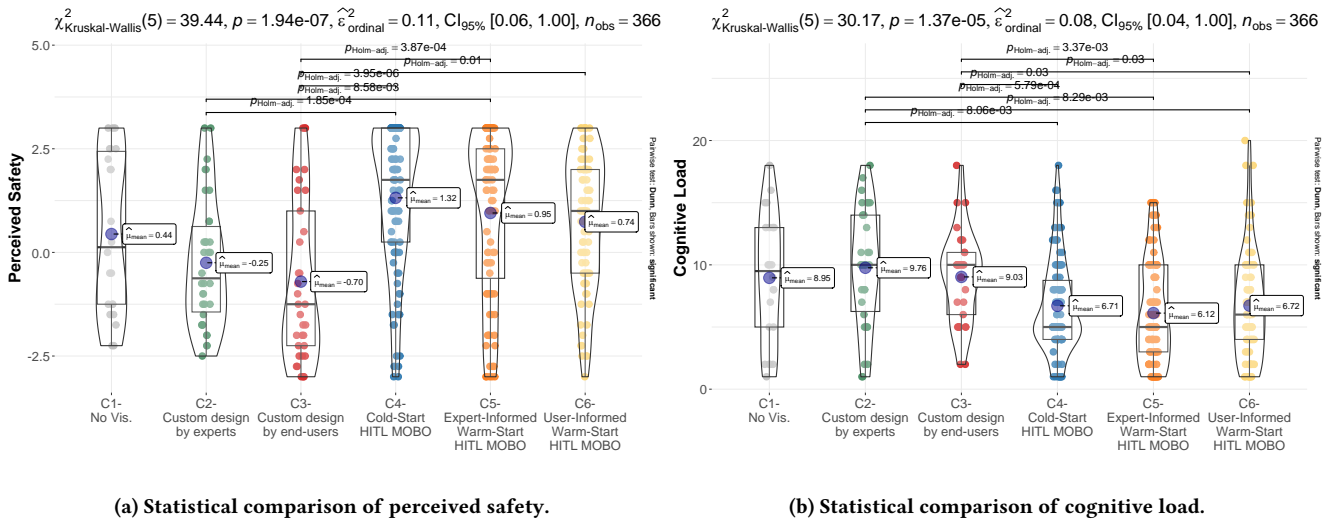 χ²Kruskal-Wallis(5) = 39.44, p = 1.94e-07, ε̂²ordinal = 0.11, CI95% [0.06, 1.00], nobs = 366
5.0
2.5
0.0
-2.5
Perceived Safety
pHolm-adj. = 3.87e-04
pHolm-adj. = 0.01
pHolm-adj. = 3.95e-06
pHolm-adj. = 8.58e-03
pHolm-adj. = 1.85e-04
μ̂mean = 0.44
μ̂mean = -0.25
μ̂mean = -0.70
μ̂mean = 1.32
μ̂mean = 0.95
μ̂mean = 0.74
Pairwise test: Dunn, Bars shown: significant
C1-
No Vis.
C2-
Custom design
by experts
C3-
Custom design
by end-users
C4-
Cold-Start
HITL MOBO
C5-
Expert-Informed
Warm-Start
HITL MOBO
C6-
User-Informed
Warm-Start
HITL MOBO
(a) Statistical comparison of perceived safety.
χ²Kruskal-Wallis(5) = 30.17, p = 1.37e-05, ε̂²ordinal = 0.08, CI95% [0.04, 1.00], nobs = 366
20
10
0
Cognitive Load
pHolm-adj. = 3.37e-03
pHolm-adj. = 0.03
pHolm-adj. = 0.03
pHolm-adj. = 5.79e-04
pHolm-adj. = 8.29e-03
pHolm-adj. = 8.06e-03
μ̂mean = 8.95
μ̂mean = 9.76
μ̂mean = 9.03
μ̂mean = 6.71
μ̂mean = 6.12
μ̂mean = 6.72
Pairwise test: Dunn, Bars shown: significant
C1-
No Vis.
C2-
Custom design
by experts
C3-
Custom design
by end-users
C4-
Cold-Start
HITL MOBO
C5-
Expert-Informed
Warm-Start
HITL MOBO
C6-
User-Informed
Warm-Start
HITL MOBO
(b) Statistical comparison of cognitive load.